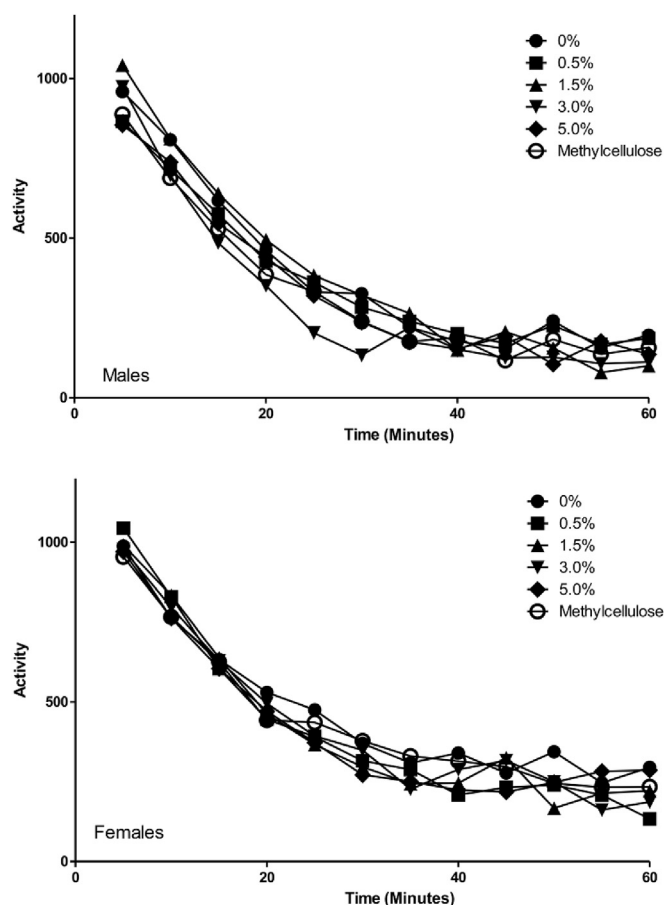 1000
500
0
Activity
0%
0.5%
1.5%
3.0%
5.0%
Methylcellulose
Males
0 20 40 60
Time (Minutes)
1000
500
0
Activity
0%
0.5%
1.5%
3.0%
5.0%
Methylcellulose
Females
0 20 40 60
Time (Minutes)